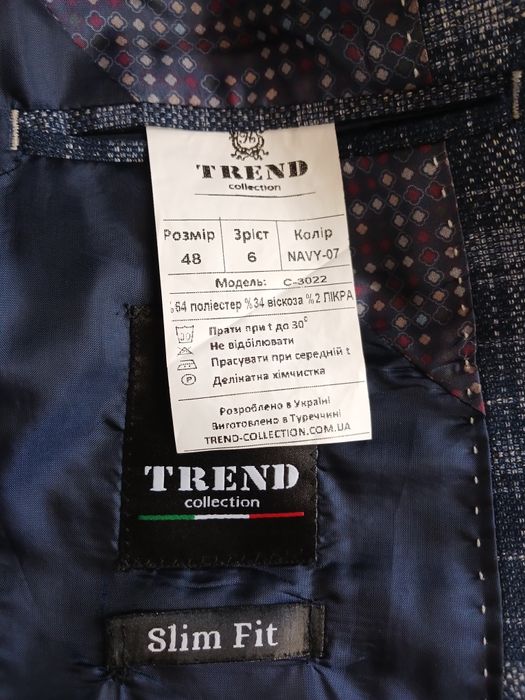 TREND
collection
Розмір Зріст Колір
48 6 NAVY-07
Модель: C-3022
%64 поліестер %34 віскоза %2 ЛІКРА
30 Прати при t до 30°
Не відбілювати
Прасувати при середній t
P Делікатна хімчистка
Розроблено в Україні
Виготовлено в Туреччині
TREND-COLLECTION.COM.UA
TREND
collection
Slim Fit